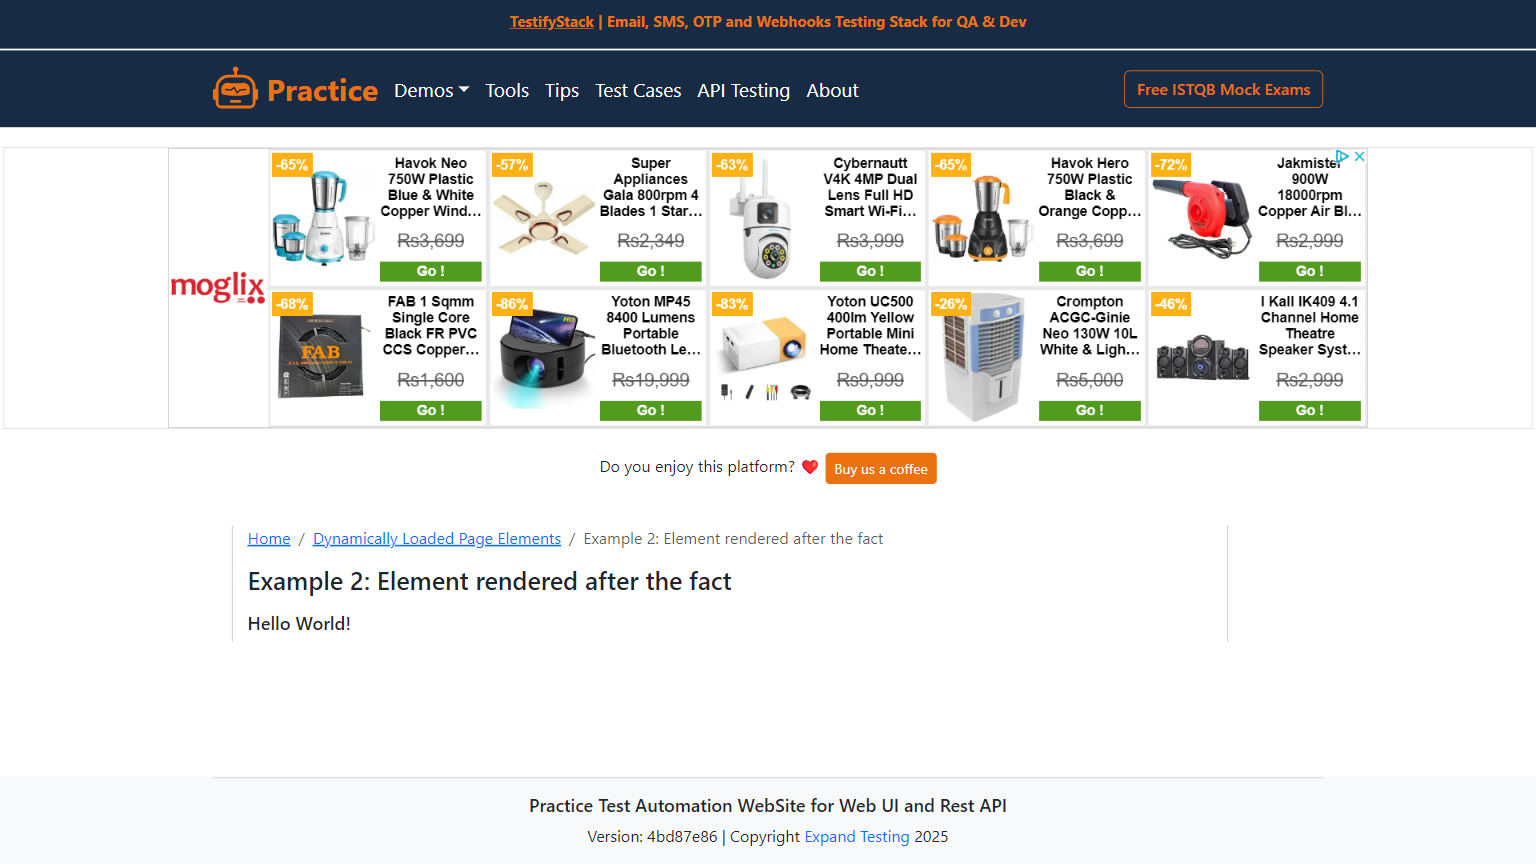 TestifyStack | Email, SMS, OTP and Webhooks Testing Stack for QA & Dev
Practice Demos Tools Tips Test Cases API Testing About Free ISTQB Mock Exams
moglix
-65%
Havok Neo
750W Plastic
Blue & White
Copper Wind...
Rs3,699
Go !
-57%
Super
Appliances
Gala 800rpm 4
Blades 1 Star...
Rs2,349
Go !
-63%
Cybernautt
V4K 4MP Dual
Lens Full HD
Smart Wi-Fi...
Rs3,999
Go !
-65%
Havok Hero
750W Plastic
Black &
Orange Copp...
Rs3,699
Go !
-72%
Jakmister
900W
18000rpm
Copper Air Bl...
Rs2,999
Go !
-68%
FAB
FAB 1 Sqmm
Single Core
Black FR PVC
CCS Copper...
Rs1,600
Go !
-86%
HD
Yoton MP45
8400 Lumens
Portable
Bluetooth Le...
Rs19,999
Go !
-83%
Yoton UC500
400lm Yellow
Portable Mini
Home Theate...
Rs9,999
Go !
-26%
Crompton
ACGC-Ginie
Neo 130W 10L
White & Ligh...
Rs5,000
Go !
-46%
I Kall IK409 4.1
Channel Home
Theatre
Speaker Syst...
Rs2,999
Go !
Do you enjoy this platform? ❤️ Buy us a coffee
Home / Dynamically Loaded Page Elements / Example 2: Element rendered after the fact
Example 2: Element rendered after the fact
Hello World!
Practice Test Automation WebSite for Web UI and Rest API
Version: 4bd87e86 | Copyright Expand Testing 2025